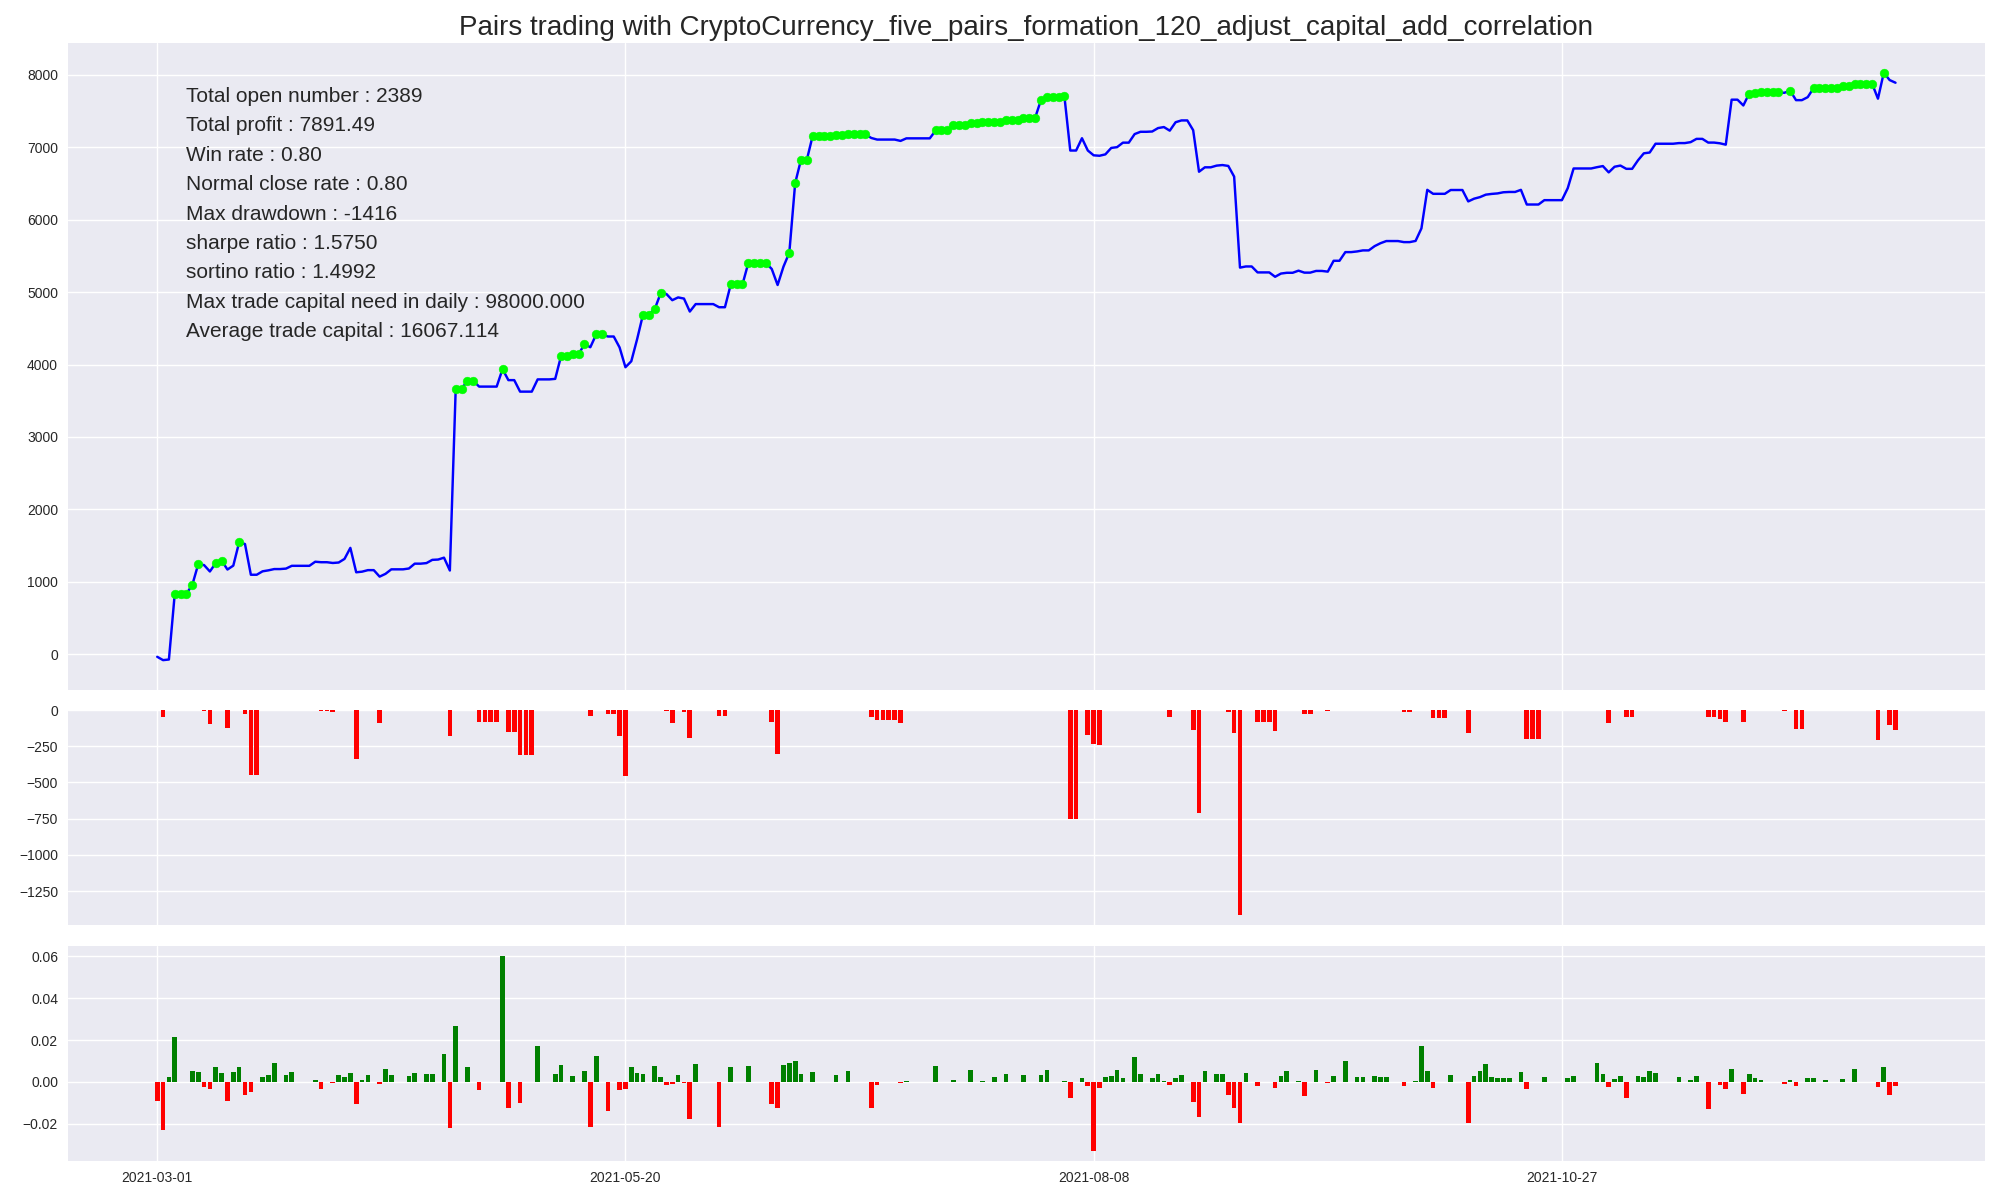 Pairs trading with CryptoCurrency_five_pairs_formation_120_adjust_capital_add_correlation
8000
7000
6000
5000
4000
3000
2000
1000
0
Total open number : 2389
Total profit : 7891.49
Win rate : 0.80
Normal close rate : 0.80
Max drawdown : -1416
sharpe ratio : 1.5750
sortino ratio : 1.4992
Max trade capital need in daily : 98000.000
Average trade capital : 16067.114
0
−250
−500
−750
−1000
−1250
0.06
0.04
0.02
0.00
−0.02
2021-03-01
2021-05-20
2021-08-08
2021-10-27